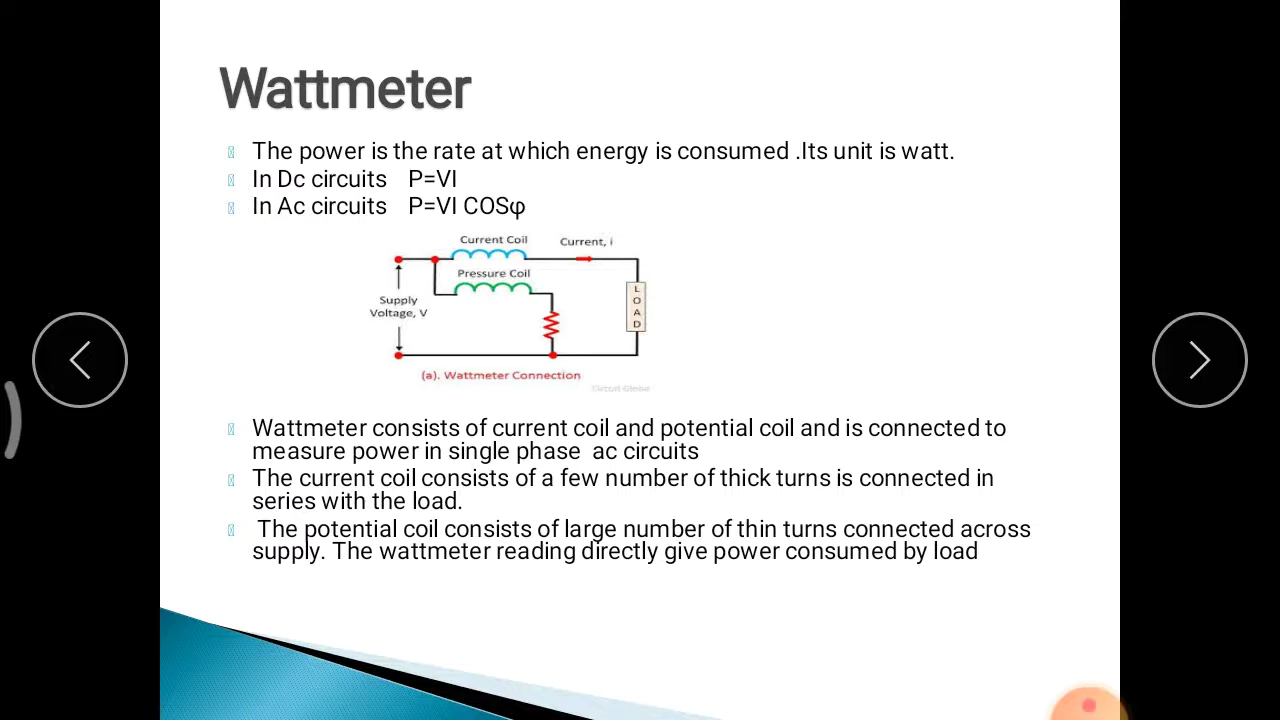 Wattmeter
The power is the rate at which energy is consumed .Its unit is watt.
In Dc circuits P=VI
In Ac circuits P=VI COSφ
Current Coil
Current, i
Pressure Coil
Supply
Voltage, V
L
O
A
D
(a). Wattmeter Connection
Circuit Globe
Wattmeter consists of current coil and potential coil and is connected to
measure power in single phase ac circuits
The current coil consists of a few number of thick turns is connected in
series with the load.
The potential coil consists of large number of thin turns connected across
supply. The wattmeter reading directly give power consumed by load